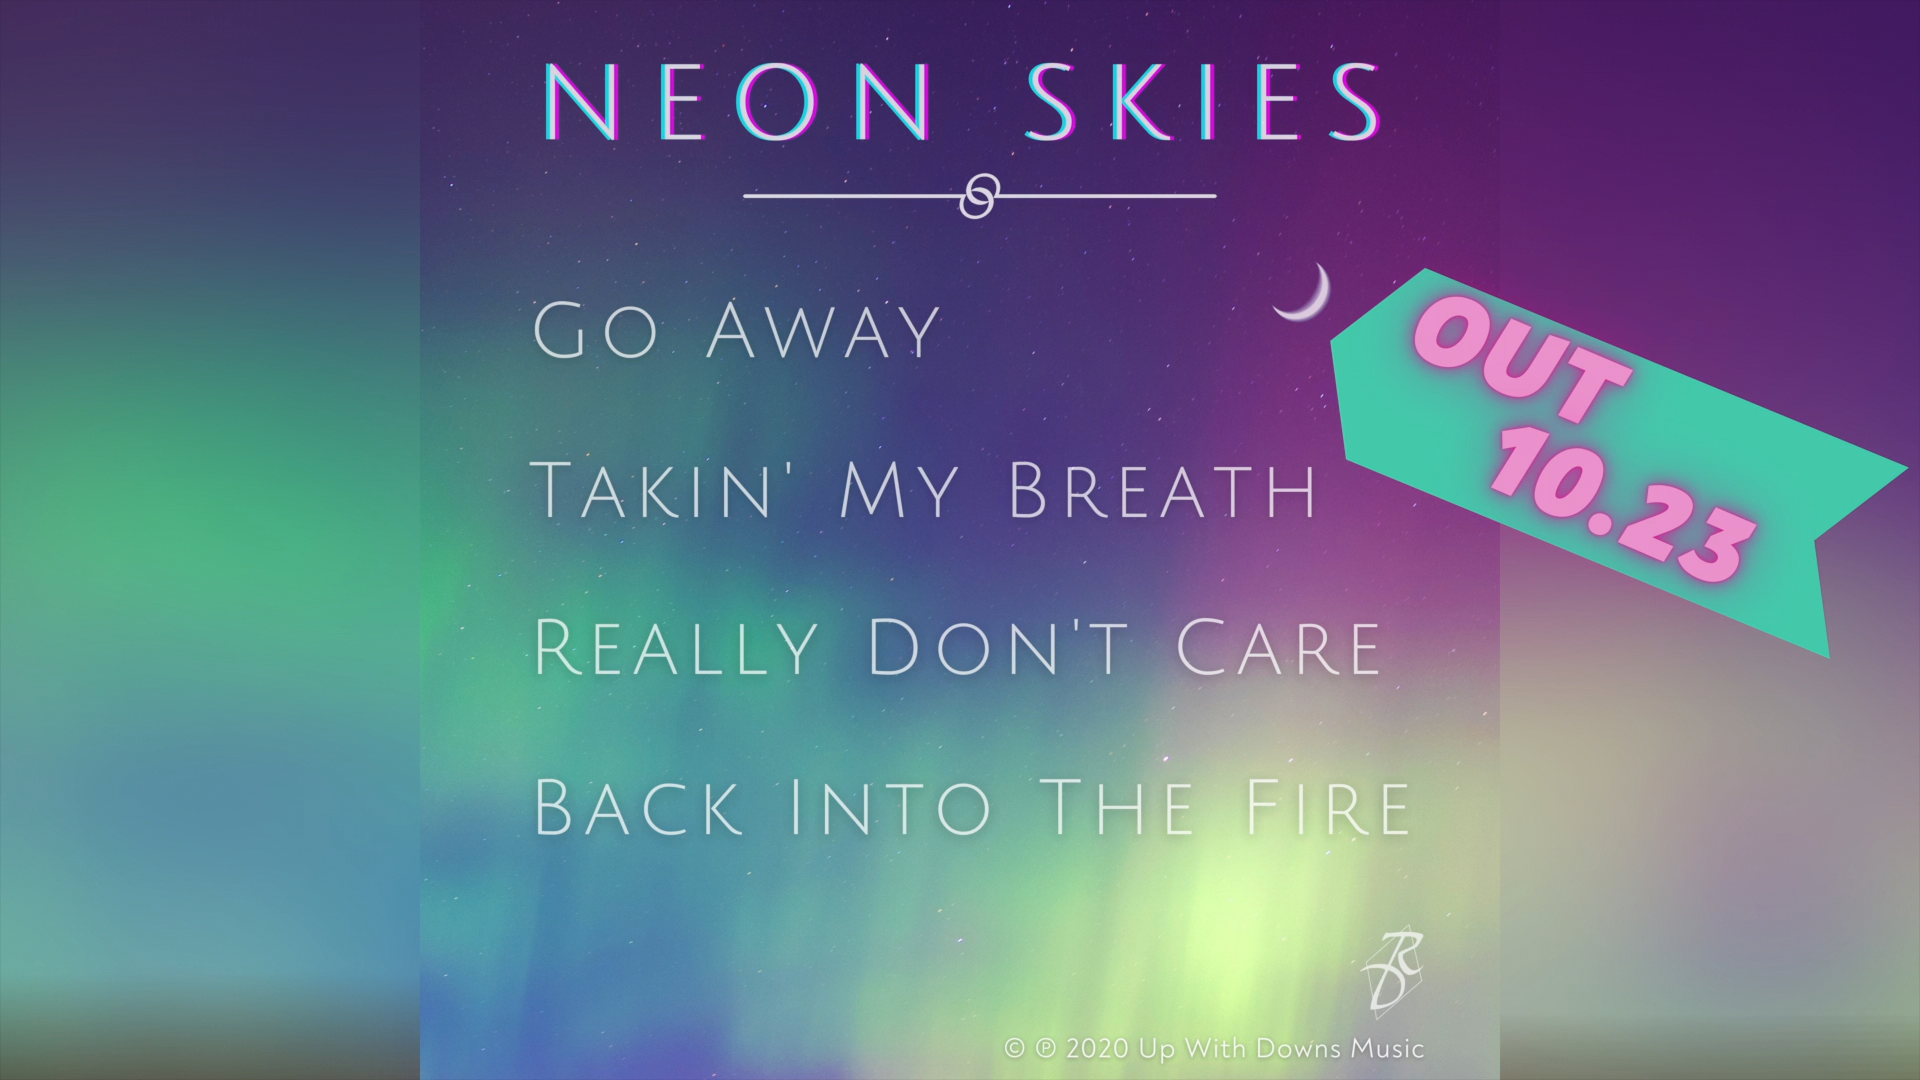 NEON SKIES
GO AWAY
TAKIN' MY BREATH
REALLY DON'T CARE
BACK INTO THE FIRE
OUT
10.23
© ℗ 2020 Up With Downs Music